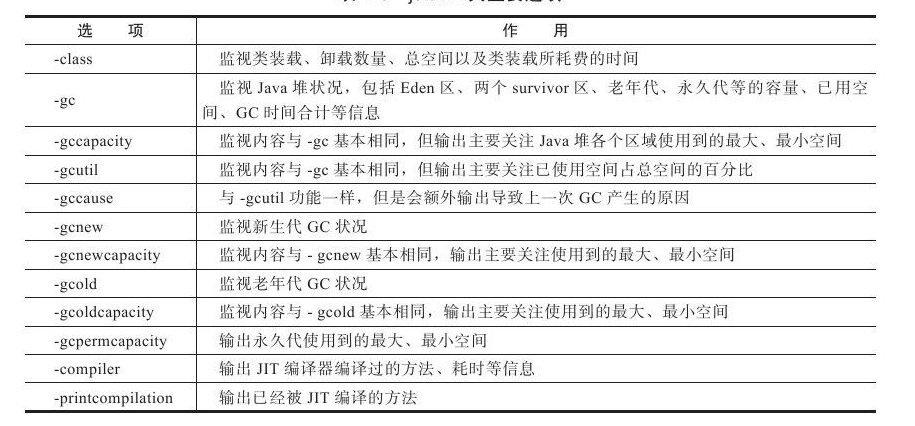 选 项 作 用
-class 监视类装载、卸载数量、总空间以及类装载所耗费的时间
-gc 监视 Java 堆状况，包括 Eden 区、两个 survivor 区、老年代、永久代等的容量、已用空
间、GC 时间合计等信息
-gccapacity 监视内容与 -gc 基本相同，但输出主要关注 Java 堆各个区域使用到的最大、最小空间
-gcutil 监视内容与 -gc 基本相同，但输出主要关注已使用空间占总空间的百分比
-gccause 与 -gcutil 功能一样，但是会额外输出导致上一次 GC 产生的原因
-gcnew 监视新生代 GC 状况
-gcnewcapacity 监视内容与 - gcnew 基本相同，输出主要关注使用到的最大、最小空间
-gcold 监视老年代 GC 状况
-gcoldcapacity 监视内容与 - gcold 基本相同，输出主要关注使用到的最大、最小空间
-gcpermcapacity 输出永久代使用到的最大、最小空间
-compiler 输出 JIT 编译器编译过的方法、耗时等信息
-printcompilation 输出已经被 JIT 编译的方法